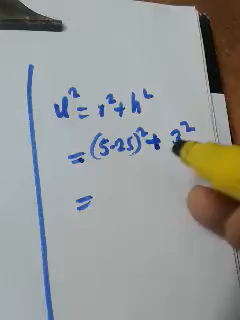 u² = r² + h²
= (5.25)² + 3²
=